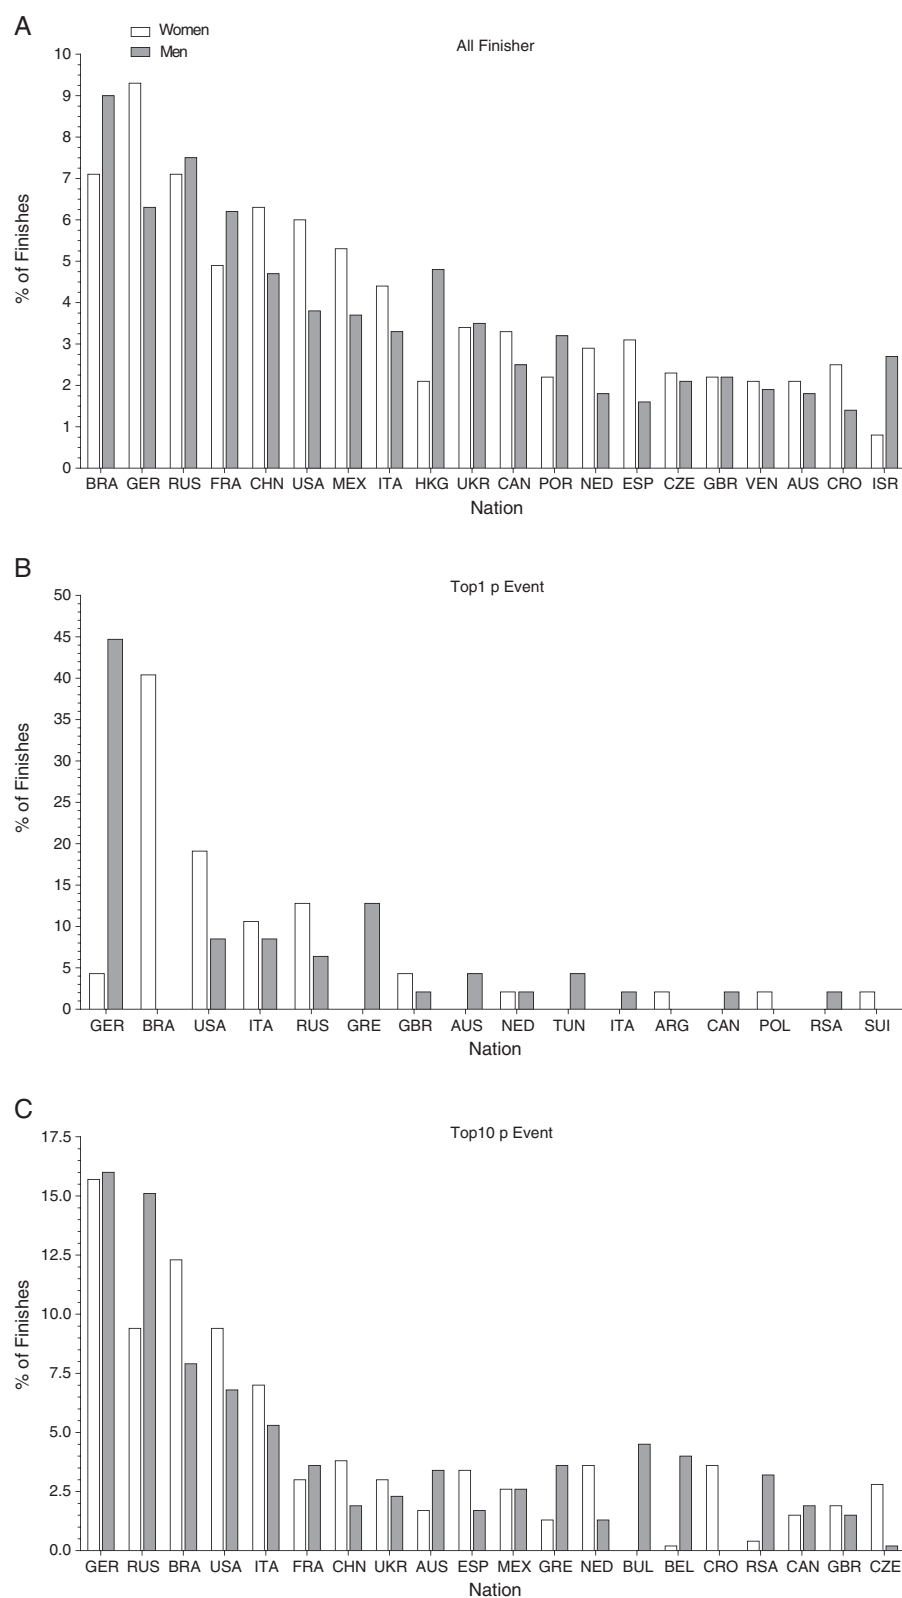 A
Women
Men
All Finisher
10
9
8
7
6
5
4
3
2
1
0
% of Finishes
BRA GER RUS FRA CHN USA MEX ITA HKG UKR CAN POR NED ESP CZE GBR VEN AUS CRO ISR
Nation
B
Top1 p Event
50
45
40
35
30
25
20
15
10
5
0
% of Finishes
GER BRA USA ITA RUS GRE GBR AUS NED TUN ITA ARG CAN POL RSA SUI
Nation
C
Top10 p Event
17.5
15.0
12.5
10.0
7.5
5.0
2.5
0.0
% of Finishes
GER RUS BRA USA ITA FRA CHN UKR AUS ESP MEX GRE NED BUL BEL CRO RSA CAN GBR CZE
Nation